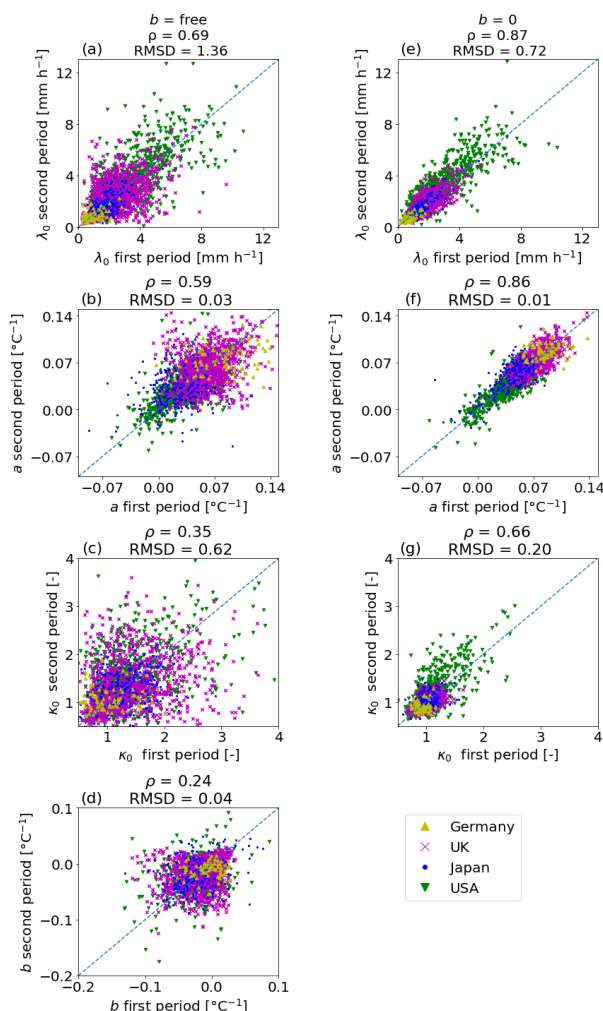 b = free
ρ = 0.69
(a) RMSD = 1.36
12
8
4
0
λ₀ second period [mm h⁻¹]
0 4 8 12
λ₀ first period [mm h⁻¹]
b = 0
ρ = 0.87
(e) RMSD = 0.72
12
8
4
0
λ₀ second period [mm h⁻¹]
0 4 8 12
λ₀ first period [mm h⁻¹]
ρ = 0.59
(b) RMSD = 0.03
0.14
0.07
0.00
−0.07
a second period [°C⁻¹]
−0.07 0.00 0.07 0.14
a first period [°C⁻¹]
ρ = 0.86
(f) RMSD = 0.01
0.14
0.07
0.00
−0.07
a second period [°C⁻¹]
−0.07 0.00 0.07 0.14
a first period [°C⁻¹]
ρ = 0.35
(c) RMSD = 0.62
4
3
2
1
κ₀ second period [-]
1 2 3 4
κ₀ first period [-]
ρ = 0.66
(g) RMSD = 0.20
4
3
2
1
κ₀ second period [-]
1 2 3 4
κ₀ first period [-]
ρ = 0.24
(d) RMSD = 0.04
0.1
0.0
−0.1
−0.2
b second period [°C⁻¹]
−0.2 −0.1 0.0 0.1
b first period [°C⁻¹]
Germany
UK
Japan
USA